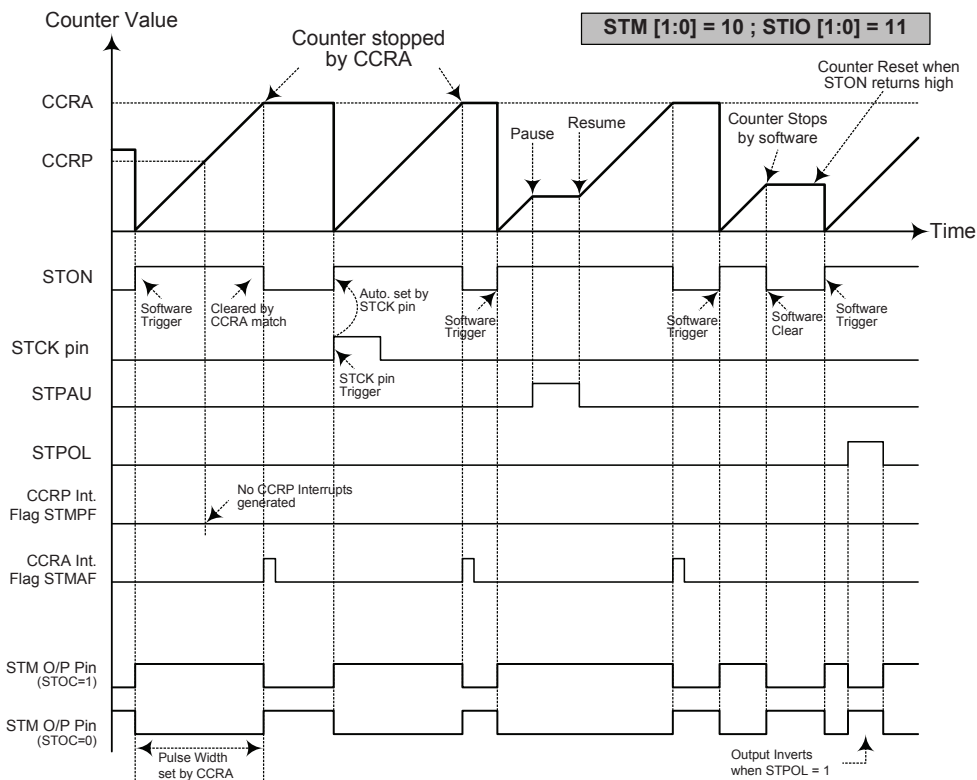 Counter Value
STM [1:0] = 10 ; STIO [1:0] = 11
Counter stopped
by CCRA
Counter Reset when
STON returns high
CCRA
Pause
Resume
Counter Stops
by software
CCRP
Time
STON
Software
Trigger
Cleared by
CCRA match
Auto. set by
STCK pin
Software
Trigger
Software
Trigger
Software
Clear
Software
Trigger
STCK pin
STCK pin
Trigger
STPAU
STPOL
No CCRP Interrupts
generated
CCRP Int.
Flag STMPF
CCRA Int.
Flag STMAF
STM O/P Pin
(STOC=1)
STM O/P Pin
(STOC=0)
Pulse Width
set by CCRA
Output Inverts
when STPOL = 1